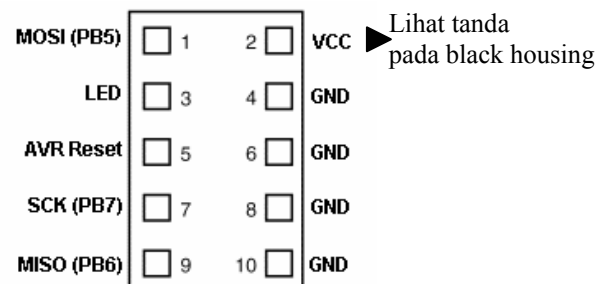 MOSI (PB5) 1 2 VCC Lihat tanda
pada black housing
LED 3 4 GND
AVR Reset 5 6 GND
SCK (PB7) 7 8 GND
MISO (PB6) 9 10 GND